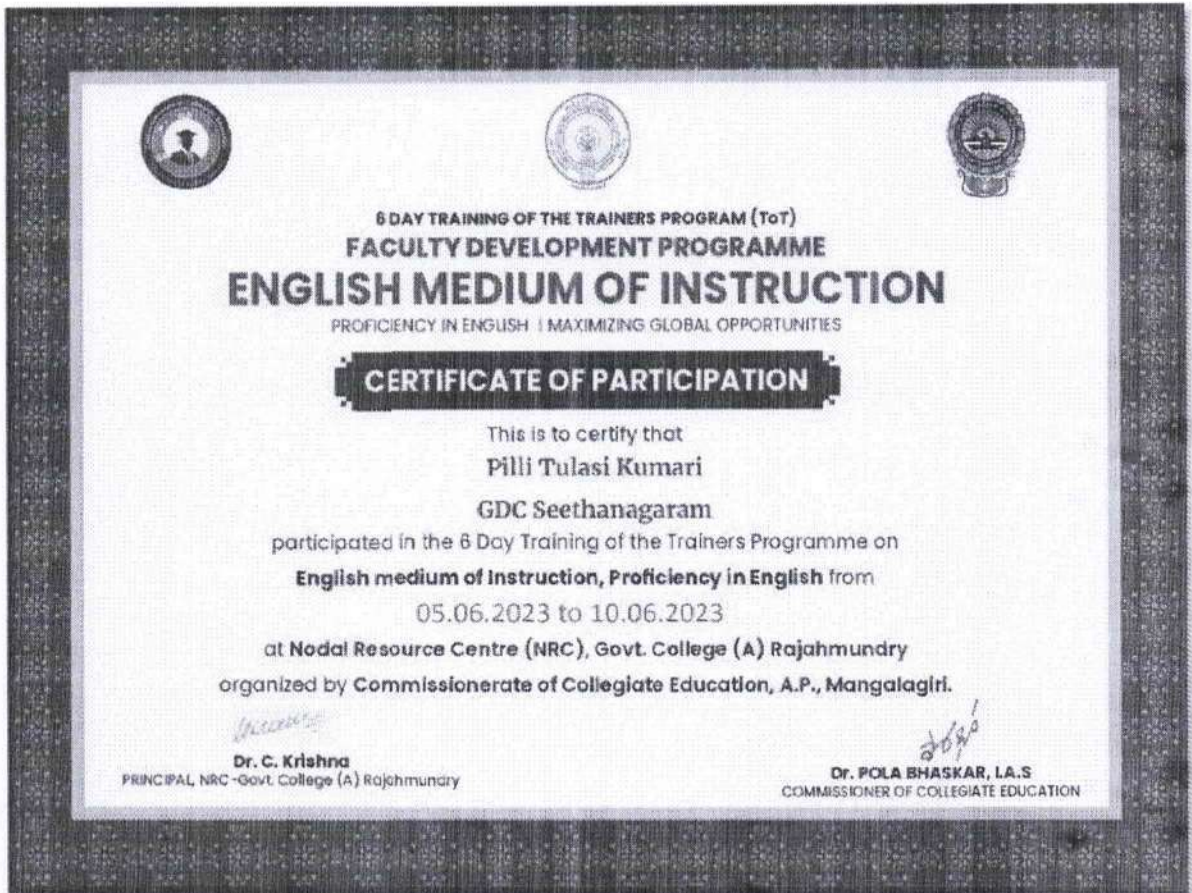 6 DAY TRAINING OF THE TRAINERS PROGRAM (ToT)
FACULTY DEVELOPMENT PROGRAMME
ENGLISH MEDIUM OF INSTRUCTION
PROFICIENCY IN ENGLISH | MAXIMIZING GLOBAL OPPORTUNITIES
CERTIFICATE OF PARTICIPATION
This is to certify that
Pilli Tulasi Kumari
GDC Seethanagaram
participated in the 6 Day Training of the Trainers Programme on
English medium of Instruction, Proficiency in English from
05.06.2023 to 10.06.2023
at Nodal Resource Centre (NRC), Govt. College (A) Rajahmundry
organized by Commissionerate of Collegiate Education, A.P., Mangalagiri.
Dr. C. Krishna
PRINCIPAL, NRC -Govt. College (A) Rajahmundry
Dr. POLA BHASKAR, I.A.S
COMMISSIONER OF COLLEGIATE EDUCATION